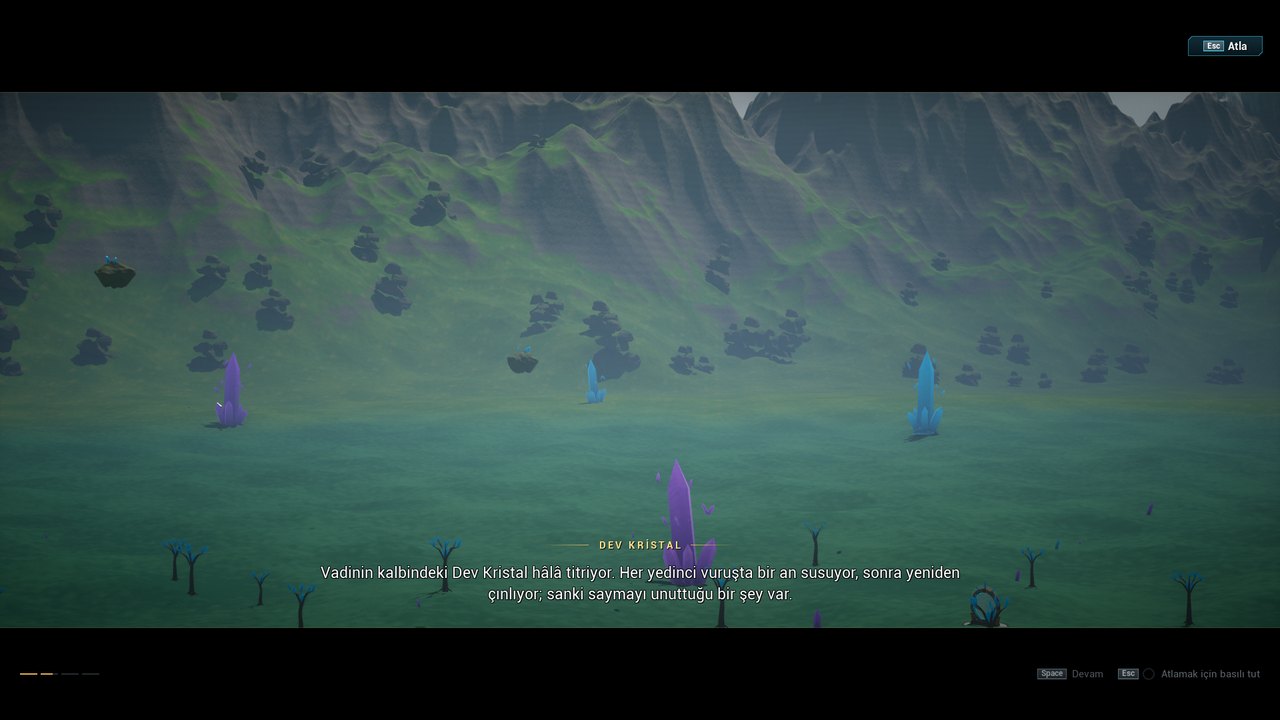 Esc Atla
DEV KRİSTAL
Vadinin kalbindeki Dev Kristal hâlâ titriyor. Her yedinci vuruşta bir an susuyor, sonra yeniden
çınlıyor; sanki saymayı unuttuğu bir şey var.
Space Devam Esc Atlamak için basılı tut